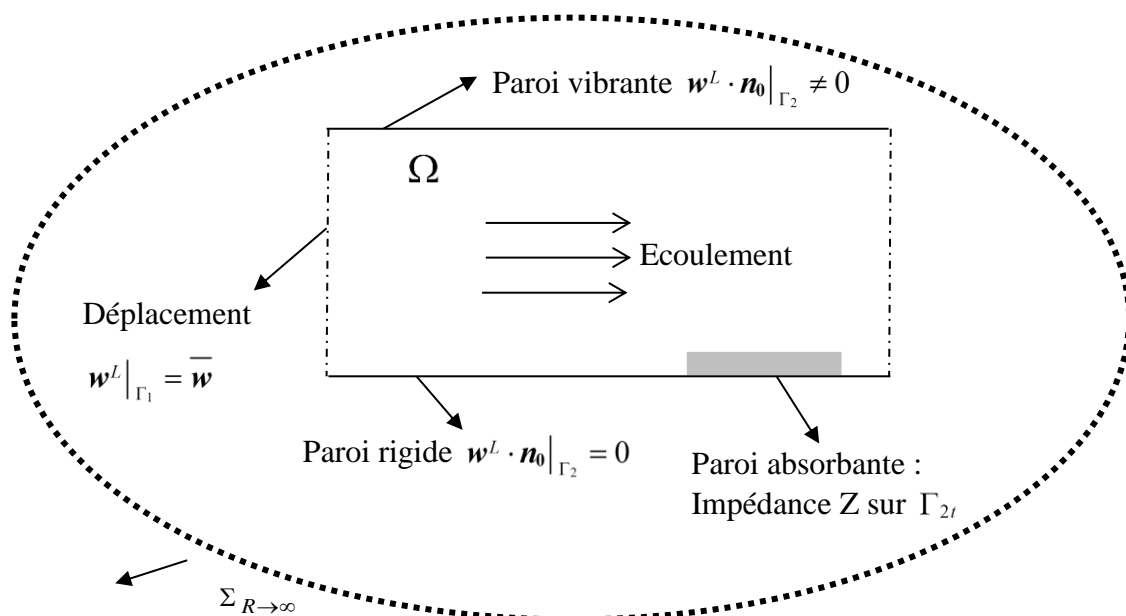 Paroi vibrante w^L · n₀|_Γ₂ ≠ 0
Ω
Ecoulement
Déplacement
w^L|_Γ₁ = w̅
Paroi rigide w^L · n₀|_Γ₂ = 0
Paroi absorbante :
Impédance Z sur Γ₂ₜ
Σ_R→∞